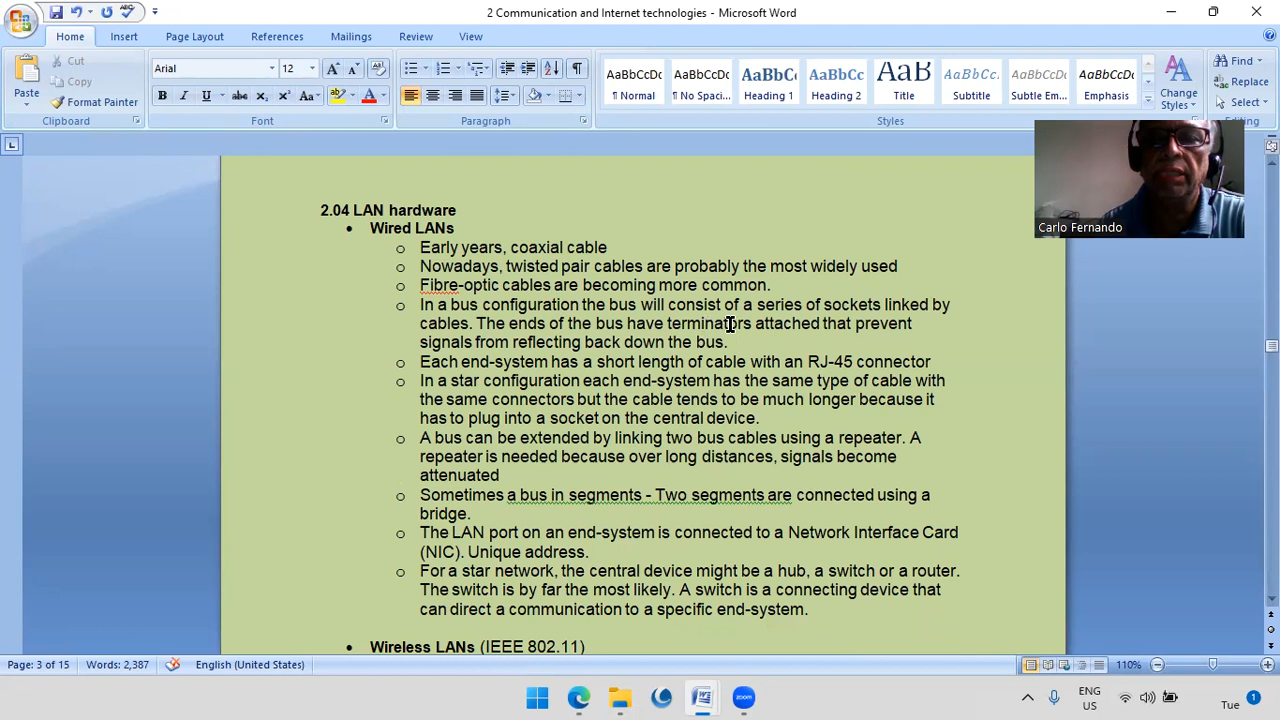 2 Communication and Internet technologies - Microsoft Word
Home Insert Page Layout References Mailings Review View
Paste
Cut
Copy
Format Painter
Clipboard
Arial 12
Font
Paragraph
AaBbCcDc AaBbCcDc AaBbCc AaBbCc AaB AaBbCcI AaBbCcDc AaBbCcDc
¶ Normal ¶ No Spaci... Heading 1 Heading 2 Title Subtitle Subtle Em... Emphasis
Change Styles
Styles
Find
Replace
Select
Editing
Carlo Fernando
2.04 LAN hardware
• Wired LANs
o Early years, coaxial cable
o Nowadays, twisted pair cables are probably the most widely used
o Fibre-optic cables are becoming more common.
o In a bus configuration the bus will consist of a series of sockets linked by
cables. The ends of the bus have terminators attached that prevent
signals from reflecting back down the bus.
o Each end-system has a short length of cable with an RJ-45 connector
o In a star configuration each end-system has the same type of cable with
the same connectors but the cable tends to be much longer because it
has to plug into a socket on the central device.
o A bus can be extended by linking two bus cables using a repeater. A
repeater is needed because over long distances, signals become
attenuated
o Sometimes a bus in segments - Two segments are connected using a
bridge.
o The LAN port on an end-system is connected to a Network Interface Card
(NIC). Unique address.
o For a star network, the central device might be a hub, a switch or a router.
The switch is by far the most likely. A switch is a connecting device that
can direct a communication to a specific end-system.
• Wireless LANs (IEEE 802.11)
Page: 3 of 15 Words: 2,387 English (United States) 110%
ENG
US
Tue 1